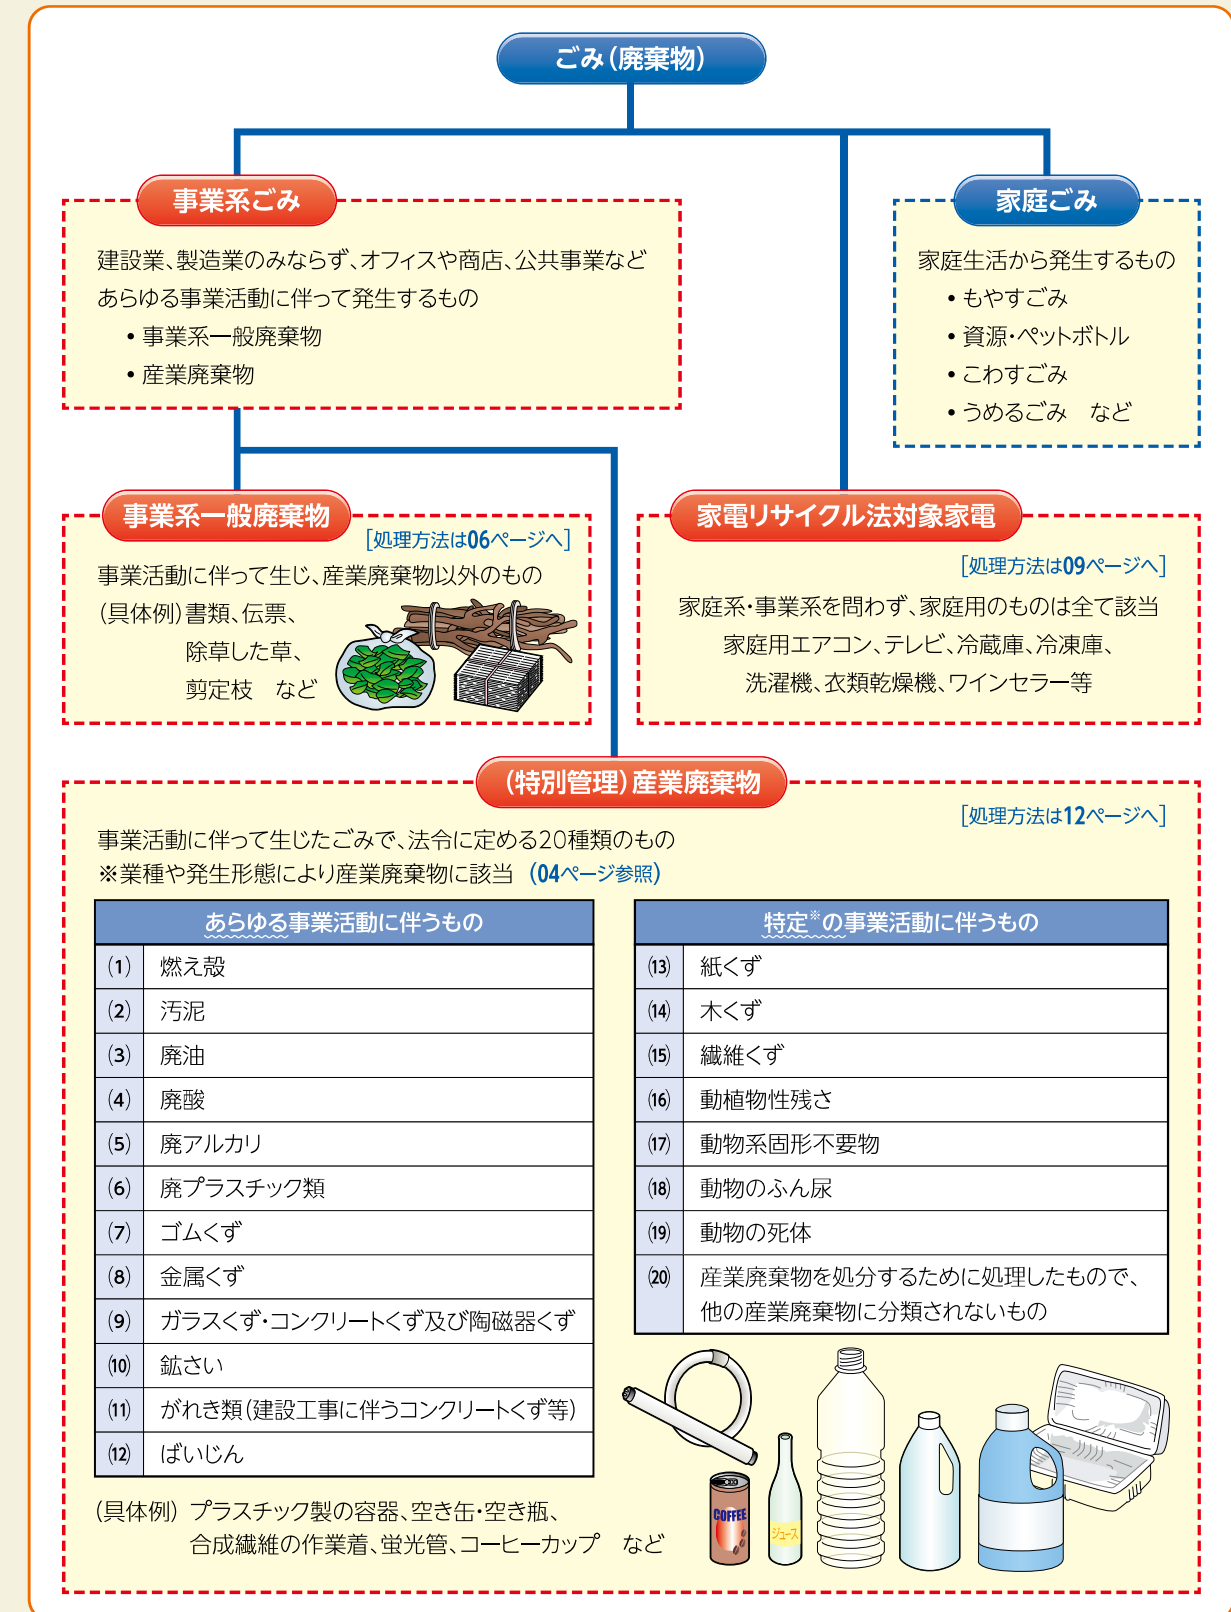 ごみ(廃棄物)
事業系ごみ
建設業、製造業のみならず、オフィスや商店、公共事業など
あらゆる事業活動に伴って発生するもの
• 事業系一般廃棄物
• 産業廃棄物
家庭ごみ
家庭生活から発生するもの
• もやすごみ
• 資源・ペットボトル
• こわすごみ
• うめるごみ　など
事業系一般廃棄物
[処理方法は06ページへ]
事業活動に伴って生じ、産業廃棄物以外のもの
(具体例)書類、伝票、
除草した草、
剪定枝　など
家電リサイクル法対象家電
[処理方法は09ページへ]
家庭系・事業系を問わず、家庭用のものは全て該当
家庭用エアコン、テレビ、冷蔵庫、冷凍庫、
洗濯機、衣類乾燥機、ワインセラー等
(特別管理)産業廃棄物
[処理方法は12ページへ]
事業活動に伴って生じたごみで、法令に定める20種類のもの
※業種や発生形態により産業廃棄物に該当 (04ページ参照)
あらゆる事業活動に伴うもの
(1) 燃え殻
(2) 汚泥
(3) 廃油
(4) 廃酸
(5) 廃アルカリ
(6) 廃プラスチック類
(7) ゴムくず
(8) 金属くず
(9) ガラスくず・コンクリートくず及び陶磁器くず
(10) 鉱さい
(11) がれき類(建設工事に伴うコンクリートくず等)
(12) ばいじん
特定※の事業活動に伴うもの
(13) 紙くず
(14) 木くず
(15) 繊維くず
(16) 動植物性残さ
(17) 動物系固形不要物
(18) 動物のふん尿
(19) 動物の死体
(20) 産業廃棄物を処分するために処理したもので、
他の産業廃棄物に分類されないもの
(具体例) プラスチック製の容器、空き缶・空き瓶、
合成繊維の作業着、蛍光管、コーヒーカップ　など
COFFEE
ジュース